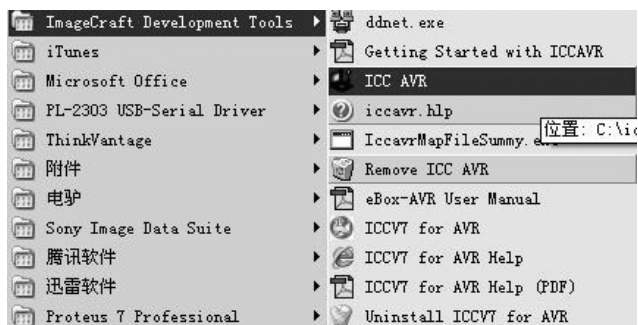 ImageCraft Development Tools
iTunes
Microsoft Office
PL-2303 USB-Serial Driver
ThinkVantage
附件
电驴
Sony Image Data Suite
腾讯软件
迅雷软件
Proteus 7 Professional
ddnet.exe
Getting Started with ICCAVR
ICC AVR
iccavr.hlp
位置: C:\ic
IccavrMapFileSummy.
Remove ICC AVR
eBox-AVR User Manual
ICCV7 for AVR
ICCV7 for AVR Help
ICCV7 for AVR Help (PDF)
Uninstall ICCV7 for AVR